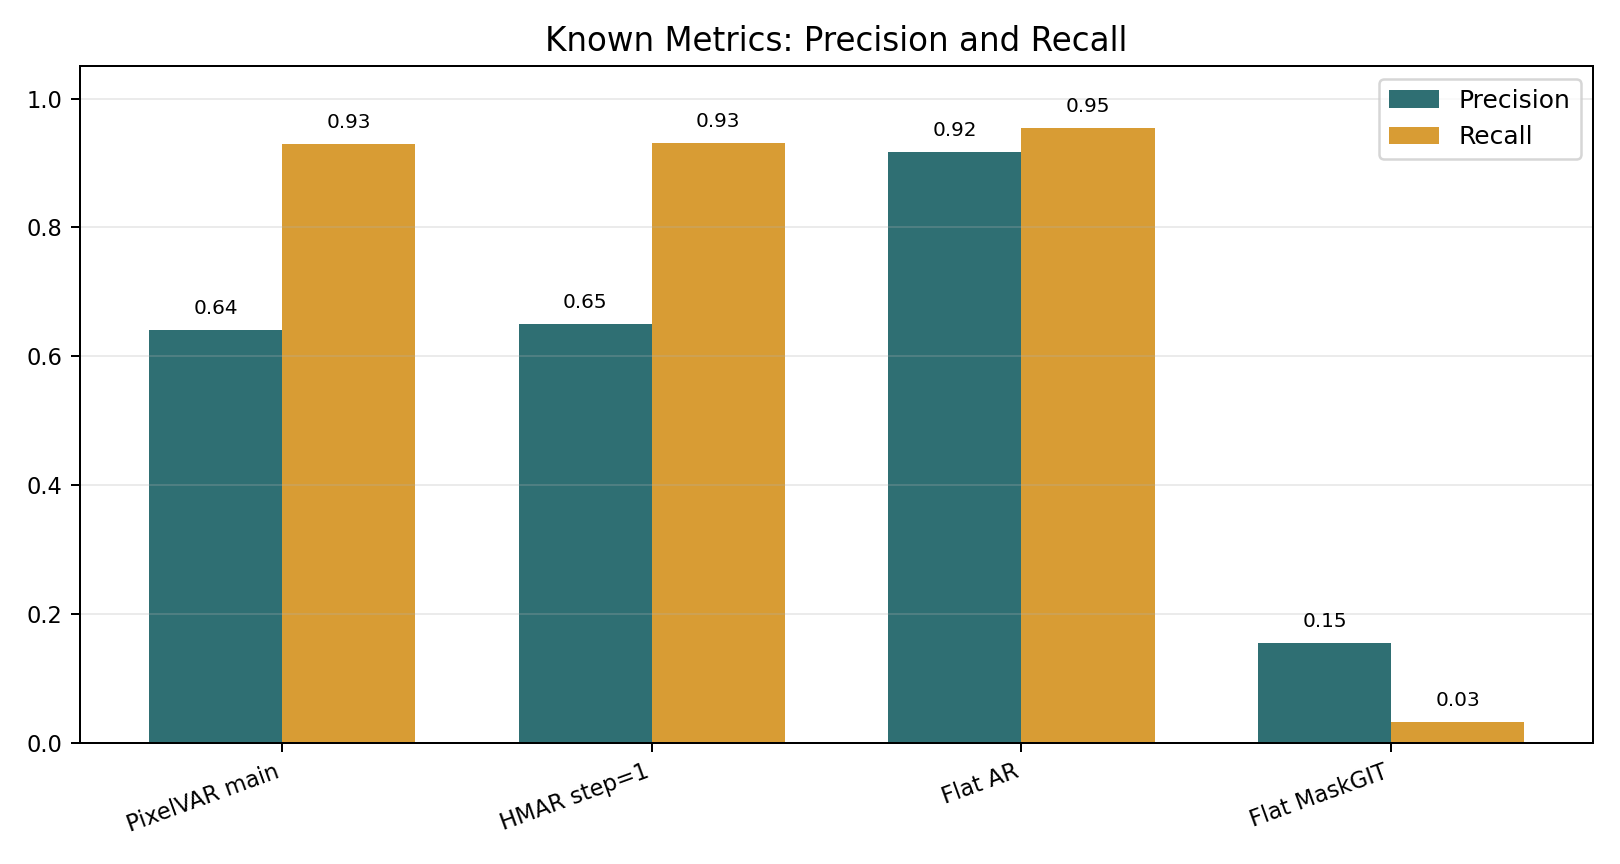 Known Metrics: Precision and Recall
1.0
0.8
0.6
0.4
0.2
0.0
Precision
Recall
0.64
0.93
0.65
0.93
0.92
0.95
0.15
0.03
PixelVAR main
HMAR step=1
Flat AR
Flat MaskGIT